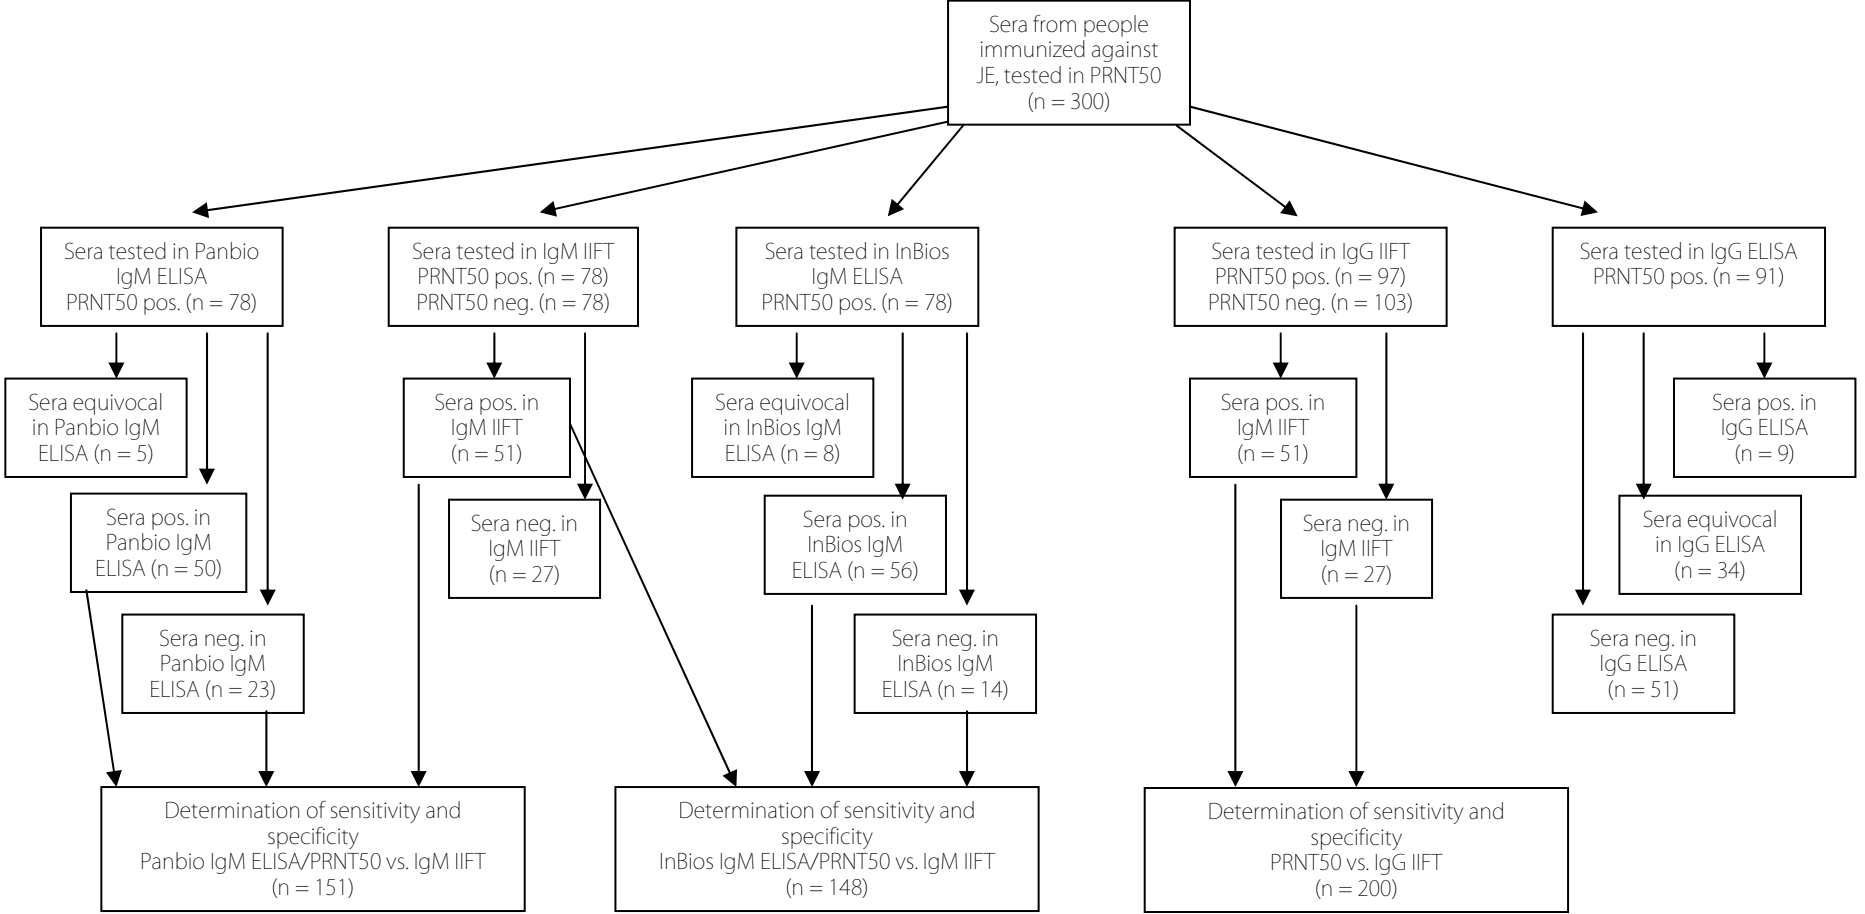 Sera from people
immunized against
JE, tested in PRNT50
(n = 300)
Sera tested in Panbio
IgM ELISA
PRNT50 pos. (n = 78)
Sera tested in IgM IIFT
PRNT50 pos. (n = 78)
PRNT50 neg. (n = 78)
Sera tested in InBios
IgM ELISA
PRNT50 pos. (n = 78)
Sera tested in IgG IIFT
PRNT50 pos. (n = 97)
PRNT50 neg. (n = 103)
Sera tested in IgG ELISA
PRNT50 pos. (n = 91)
Sera equivocal
in Panbio IgM
ELISA (n = 5)
Sera pos. in
IgM IIFT
(n = 51)
Sera equivocal
in InBios IgM
ELISA (n = 8)
Sera pos. in
IgM IIFT
(n = 51)
Sera pos. in
IgG ELISA
(n = 9)
Sera pos. in
Panbio IgM
ELISA (n = 50)
Sera neg. in
IgM IIFT
(n = 27)
Sera pos. in
InBios IgM
ELISA (n = 56)
Sera neg. in
IgM IIFT
(n = 27)
Sera equivocal
in IgG ELISA
(n = 34)
Sera neg. in
Panbio IgM
ELISA (n = 23)
Sera neg. in
InBios IgM
ELISA (n = 14)
Sera neg. in
IgG ELISA
(n = 51)
Determination of sensitivity and
specificity
Panbio IgM ELISA/PRNT50 vs. IgM IIFT
(n = 151)
Determination of sensitivity and
specificity
InBios IgM ELISA/PRNT50 vs. IgM IIFT
(n = 148)
Determination of sensitivity and
specificity
PRNT50 vs. IgG IIFT
(n = 200)